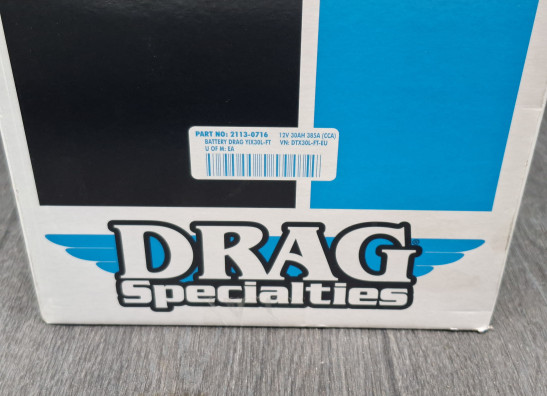 PART NO: 2113-0716 12V 30AH 385A (CCA)
BATTERY DRAG YIX30L-FT VN: DTX30L-FT-EU
U OF M: EA
DRAG
Specialties